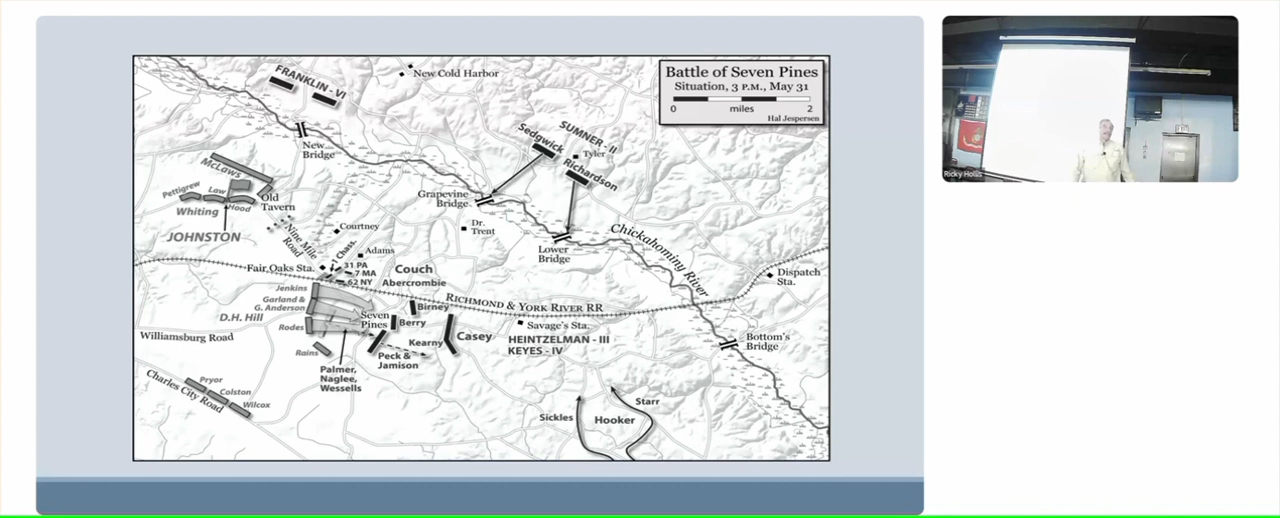 Battle of Seven Pines
Situation, 3 P.M., May 31
0 miles 2
Hal Jespersen
FRANKLIN - VI
New Cold Harbor
New
Bridge
SUMNER - II
Sedgwick
Tyler
Richardson
McLaws
Pettigrew
Law
Hood
Whiting
Old
Tavern
JOHNSTON
Grapevine
Bridge
Dr.
Trent
Lower
Bridge
Chickahominy River
Nine Mile
Road
Courtney
Adams
1 Chass.
31 PA
7 MA
62 NY
Fair Oaks Sta.
Couch
Abercrombie
Dispatch
Sta.
Jenkins
Garland &
G. Anderson
D.H. Hill
Rodes
Rains
RICHMOND & YORK RIVER RR
Birney
Seven
Pines
Berry
Kearny
Casey
Savage's Sta.
HEINTZELMAN - III
KEYES - IV
Peck &
Jamison
Palmer,
Naglee,
Wessells
Williamsburg Road
Bottom's
Bridge
Pryor
Colston
Wilcox
Charles City Road
Sickles
Hooker
Starr
Ricky Hollis